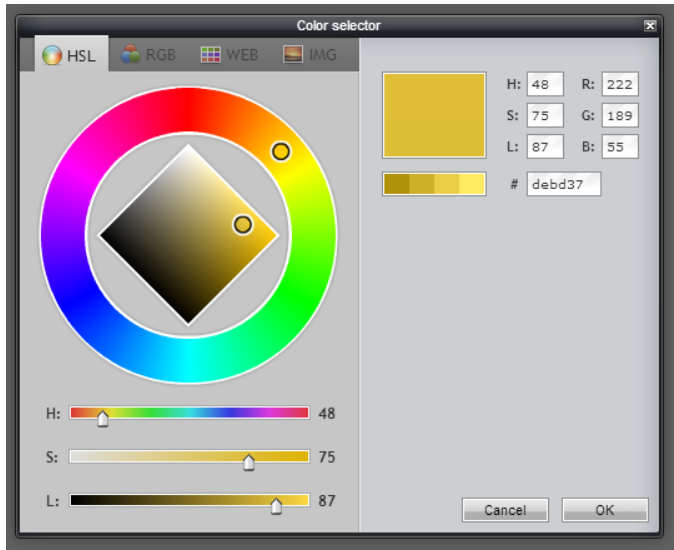 Color selector
HSL RGB WEB IMG
H: 48 R: 222
S: 75 G: 189
L: 87 B: 55
# debd37
H: 48
S: 75
L: 87
Cancel OK